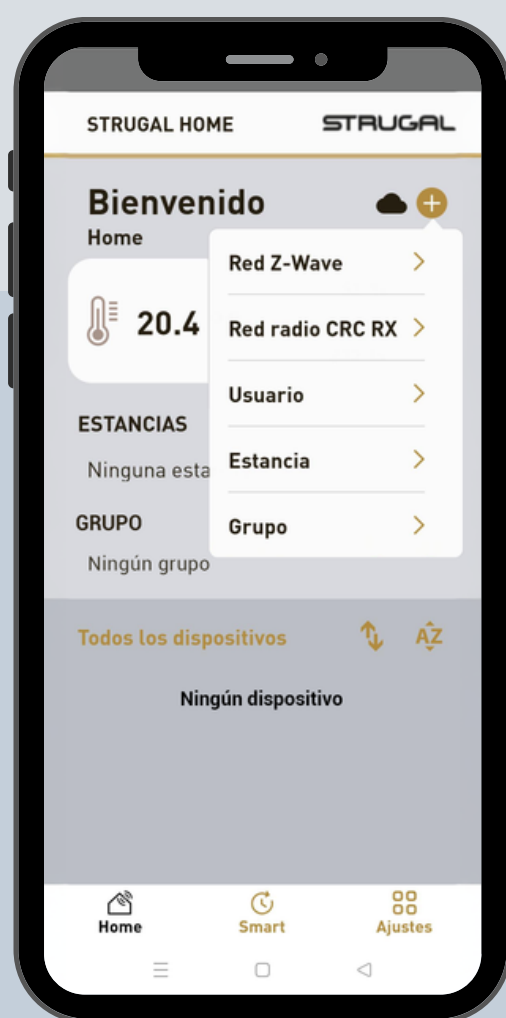 STRUGAL HOME STRUGAL
Bienvenido
Home
Red Z-Wave
20.4
Red radio CRC RX
Usuario
ESTANCIAS
Ninguna esta
Estancia
GRUPO
Grupo
Ningún grupo
Todos los dispositivos AZ
Ningún dispositivo
Home Smart Ajustes